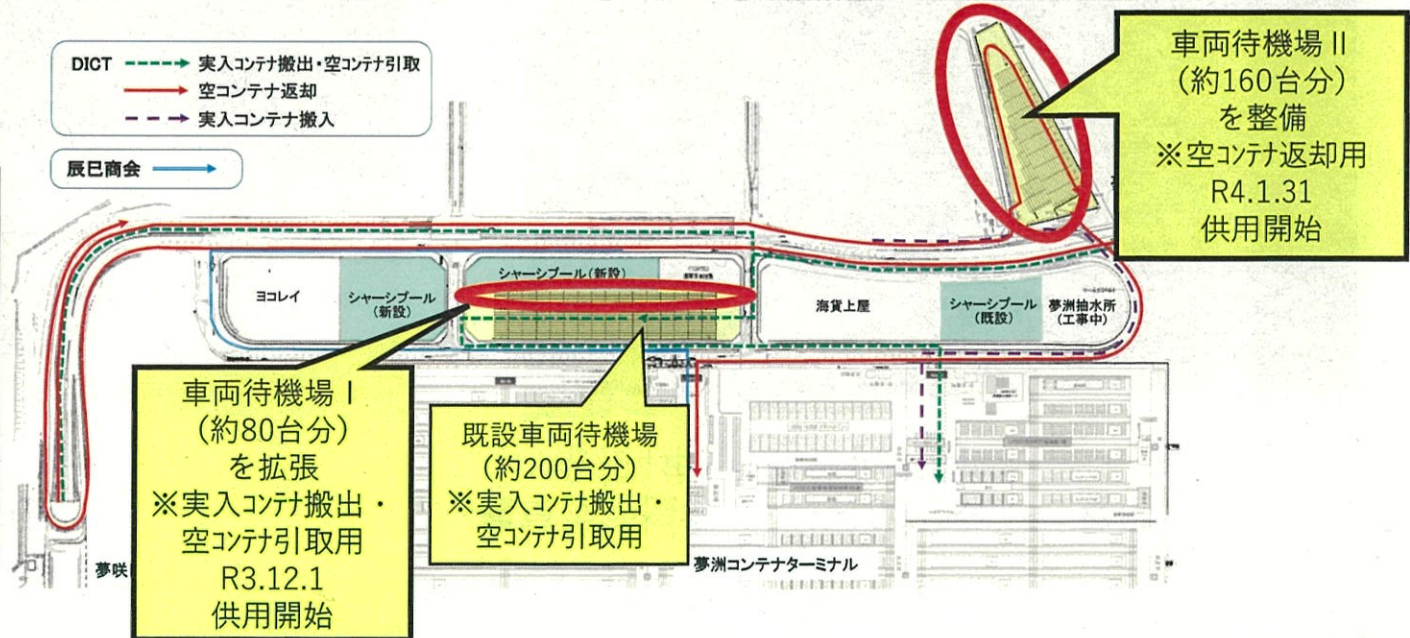 DICT
実入コンテナ搬出・空コンテナ引取
空コンテナ返却
実入コンテナ搬入
辰巳商会
車両待機場Ⅱ
(約160台分)
を整備
※空コンテナ返却用
R4.1.31
供用開始
ヨコレイ
シャーシプール
(新設)
シャーシプール(新設)
海貨上屋
シャーシプール
(既設)
夢洲抽水所
(工事中)
車両待機場Ⅰ
(約80台分)
を拡張
※実入コンテナ搬出・
空コンテナ引取用
R3.12.1
供用開始
既設車両待機場
(約200台分)
※実入コンテナ搬出・
空コンテナ引取用
夢咲
夢洲コンテナターミナル